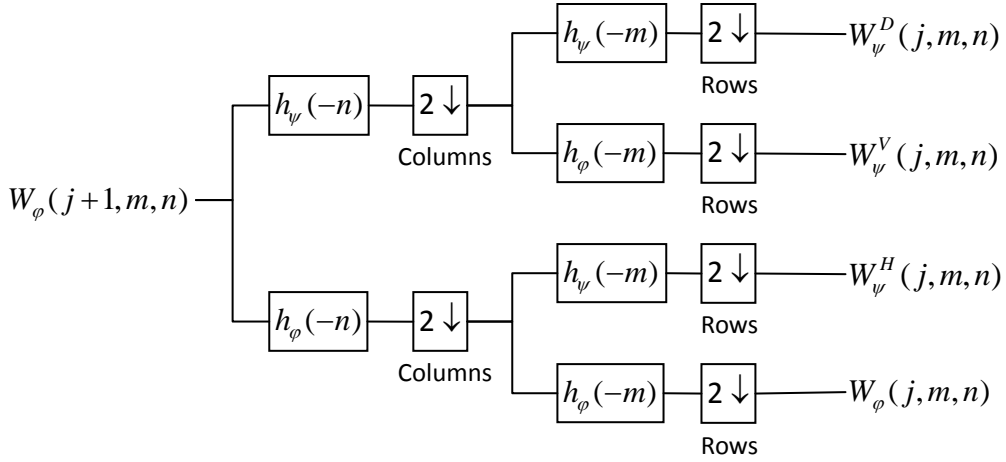 h_ψ(−m) 2 ↓ W_ψ^D(j, m, n)
Rows
h_ψ(−n) 2 ↓
Columns
h_φ(−m) 2 ↓ W_ψ^V(j, m, n)
Rows
W_φ(j+1, m, n)
h_ψ(−m) 2 ↓ W_ψ^H(j, m, n)
Rows
h_φ(−n) 2 ↓
Columns
h_φ(−m) 2 ↓ W_φ(j, m, n)
Rows